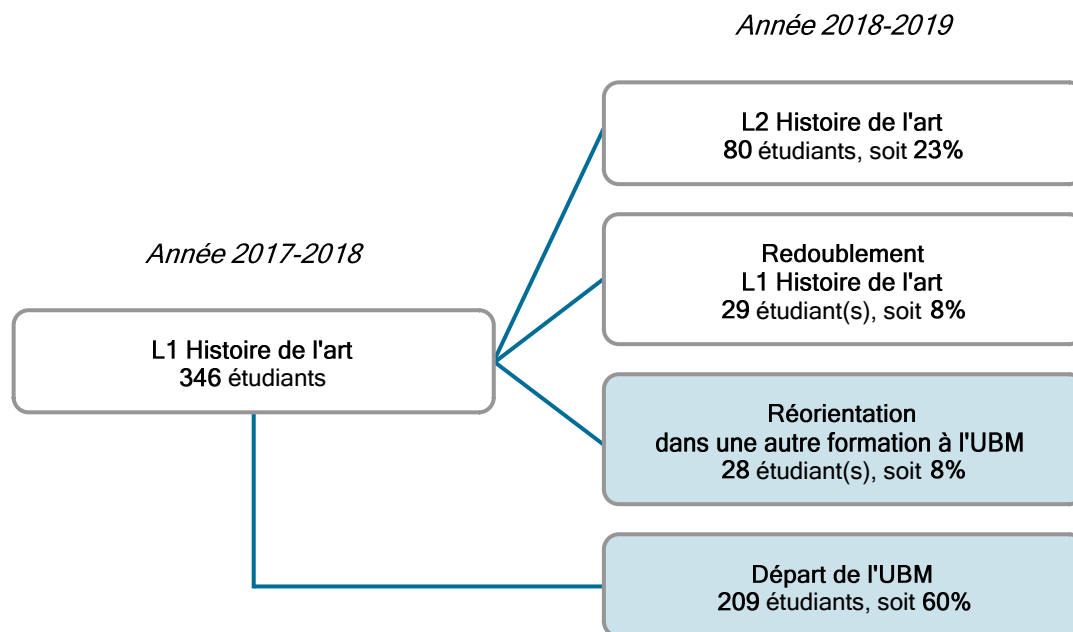 Année 2018-2019
L2 Histoire de l'art
80 étudiants, soit 23%
Année 2017-2018
Redoublement
L1 Histoire de l'art
29 étudiant(s), soit 8%
L1 Histoire de l'art
346 étudiants
Réorientation
dans une autre formation à l'UBM
28 étudiant(s), soit 8%
Départ de l'UBM
209 étudiants, soit 60%